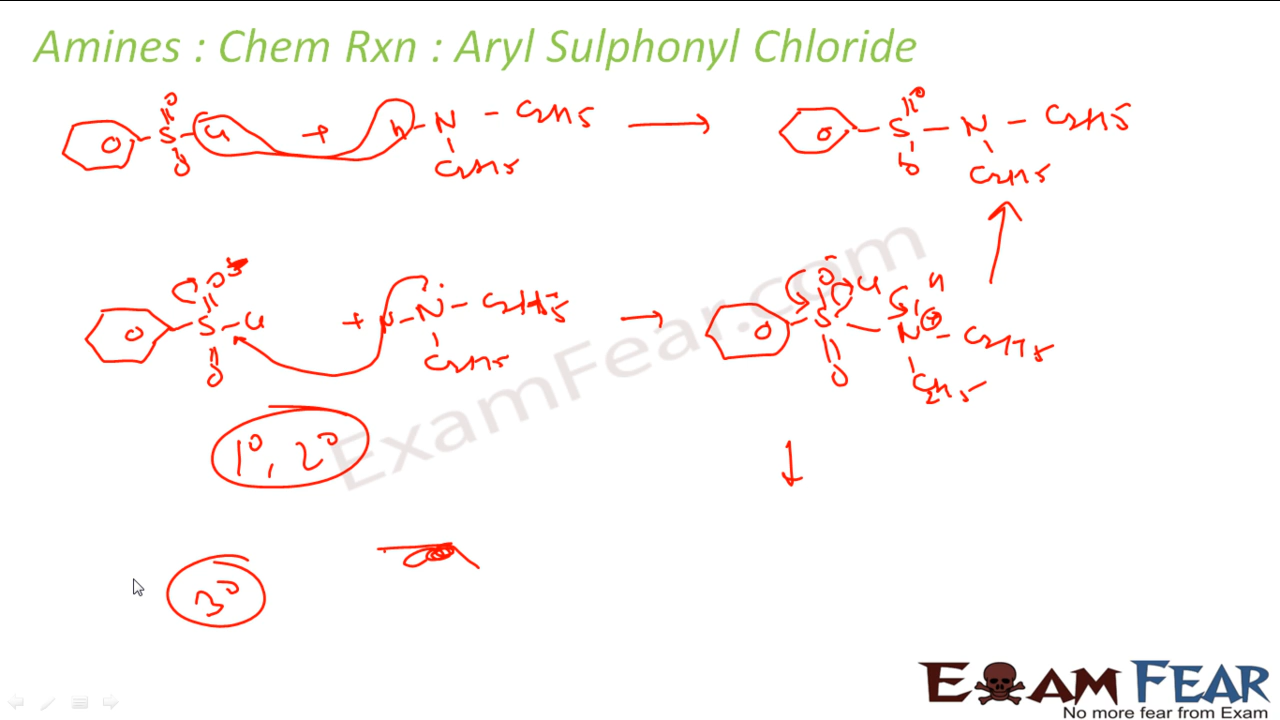 Amines : Chem Rxn : Aryl Sulphonyl Chloride
O S O Cl + H - N - C2H5 C2H5 → O S O N - C2H5 C2H5
O S O Cl + H - N - C2H5 C2H5 → O S O Cl H N + - C2H5 C2H5
1°, 2°
3°
ExamFear.com
EXAM FEAR
No more fear from Exam